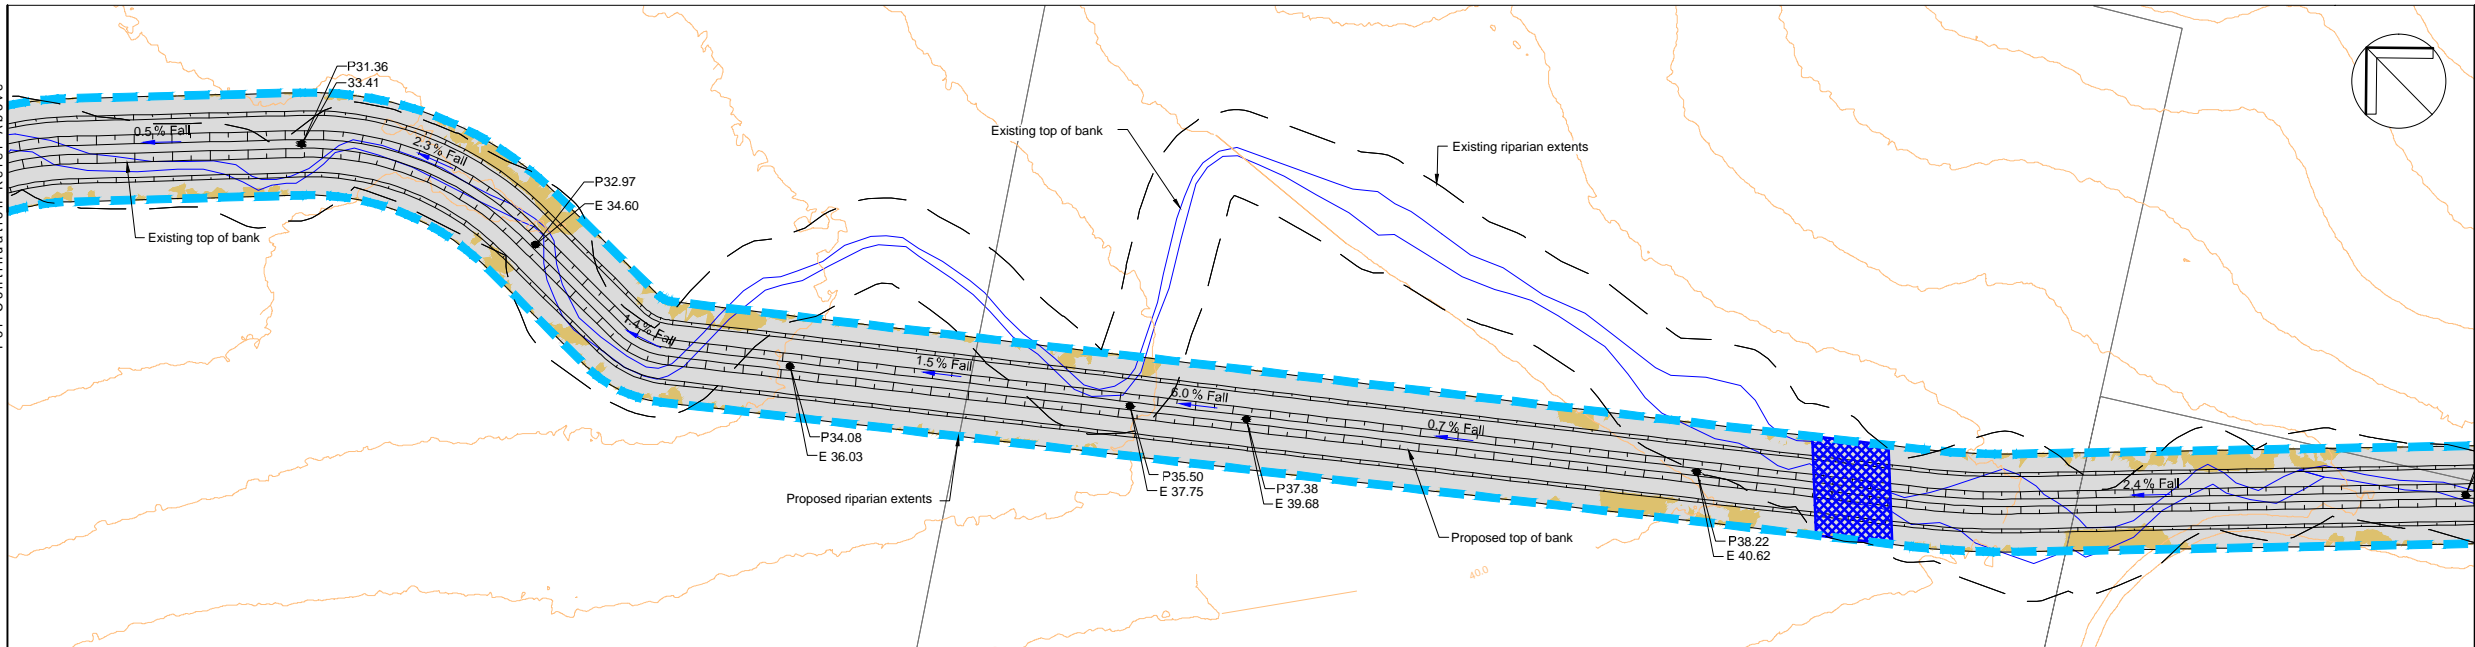 P31.36
33.41
0.5 % Fall
2.3 % Fall
Existing top of bank
P32.97
E 34.60
Existing top of bank
Existing riparian extents
1.4 % Fall
1.5 % Fall
6.0 % Fall
0.7 % Fall
2.4 % Fall
P34.08
E 36.03
Proposed riparian extents
P35.50
E 37.75
P37.38
E 39.68
Proposed top of bank
P38.22
E 40.62
40.0